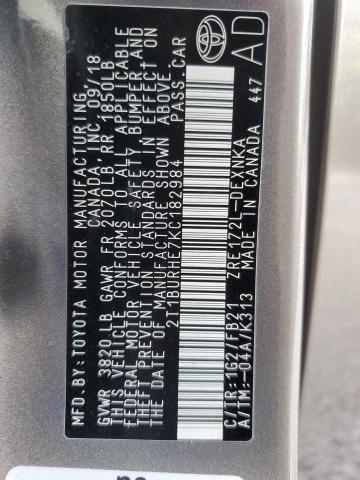 MFD.BY:TOYOTA MOTOR MANUFACTURING
CANADA,INC. 09/18
GVWR 3820LB GAWR FR 2070LB RR 1850LB
THIS VEHICLE CONFORMS TO ALL APPLICABLE
FEDERAL MOTOR VEHICLE SAFETY BUMPER,AND
THEFT PREVENTION STANDARDS IN EFFECT ON
THE DATE OF MANUFACTURE SHOWN ABOVE.
2T1BURHE7KC182984 PASS.CAR
C/TR:1G2/FB21 ZRE172L-DEXNKA
A/TM:-04A/K313 MADE IN CANADA
447
AD